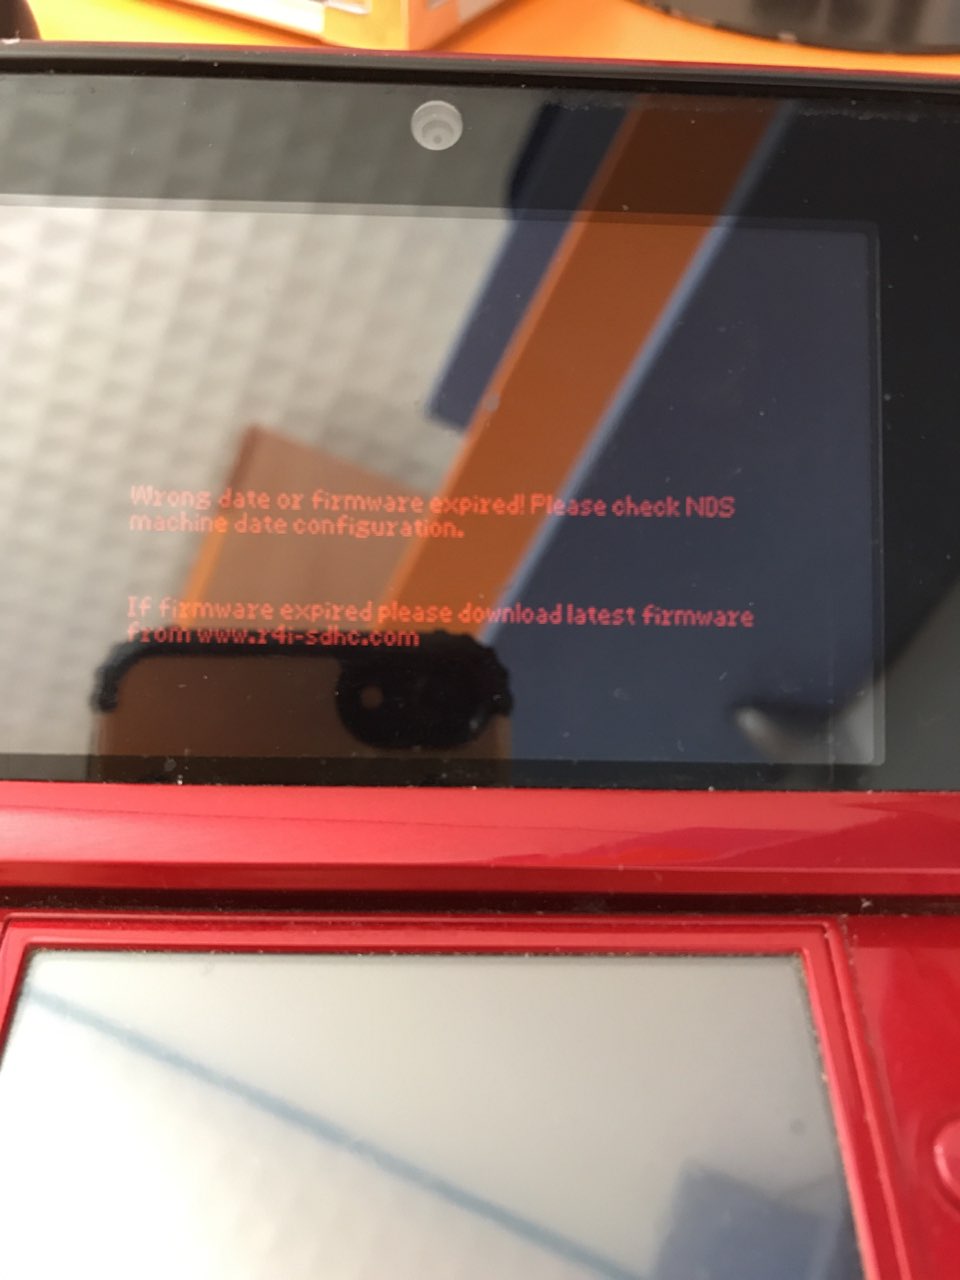 Wrong date or firmware expired! Please check NDS
machine date configuration.
If firmware expired please download latest firmware
from www.r4i-sdhc.com